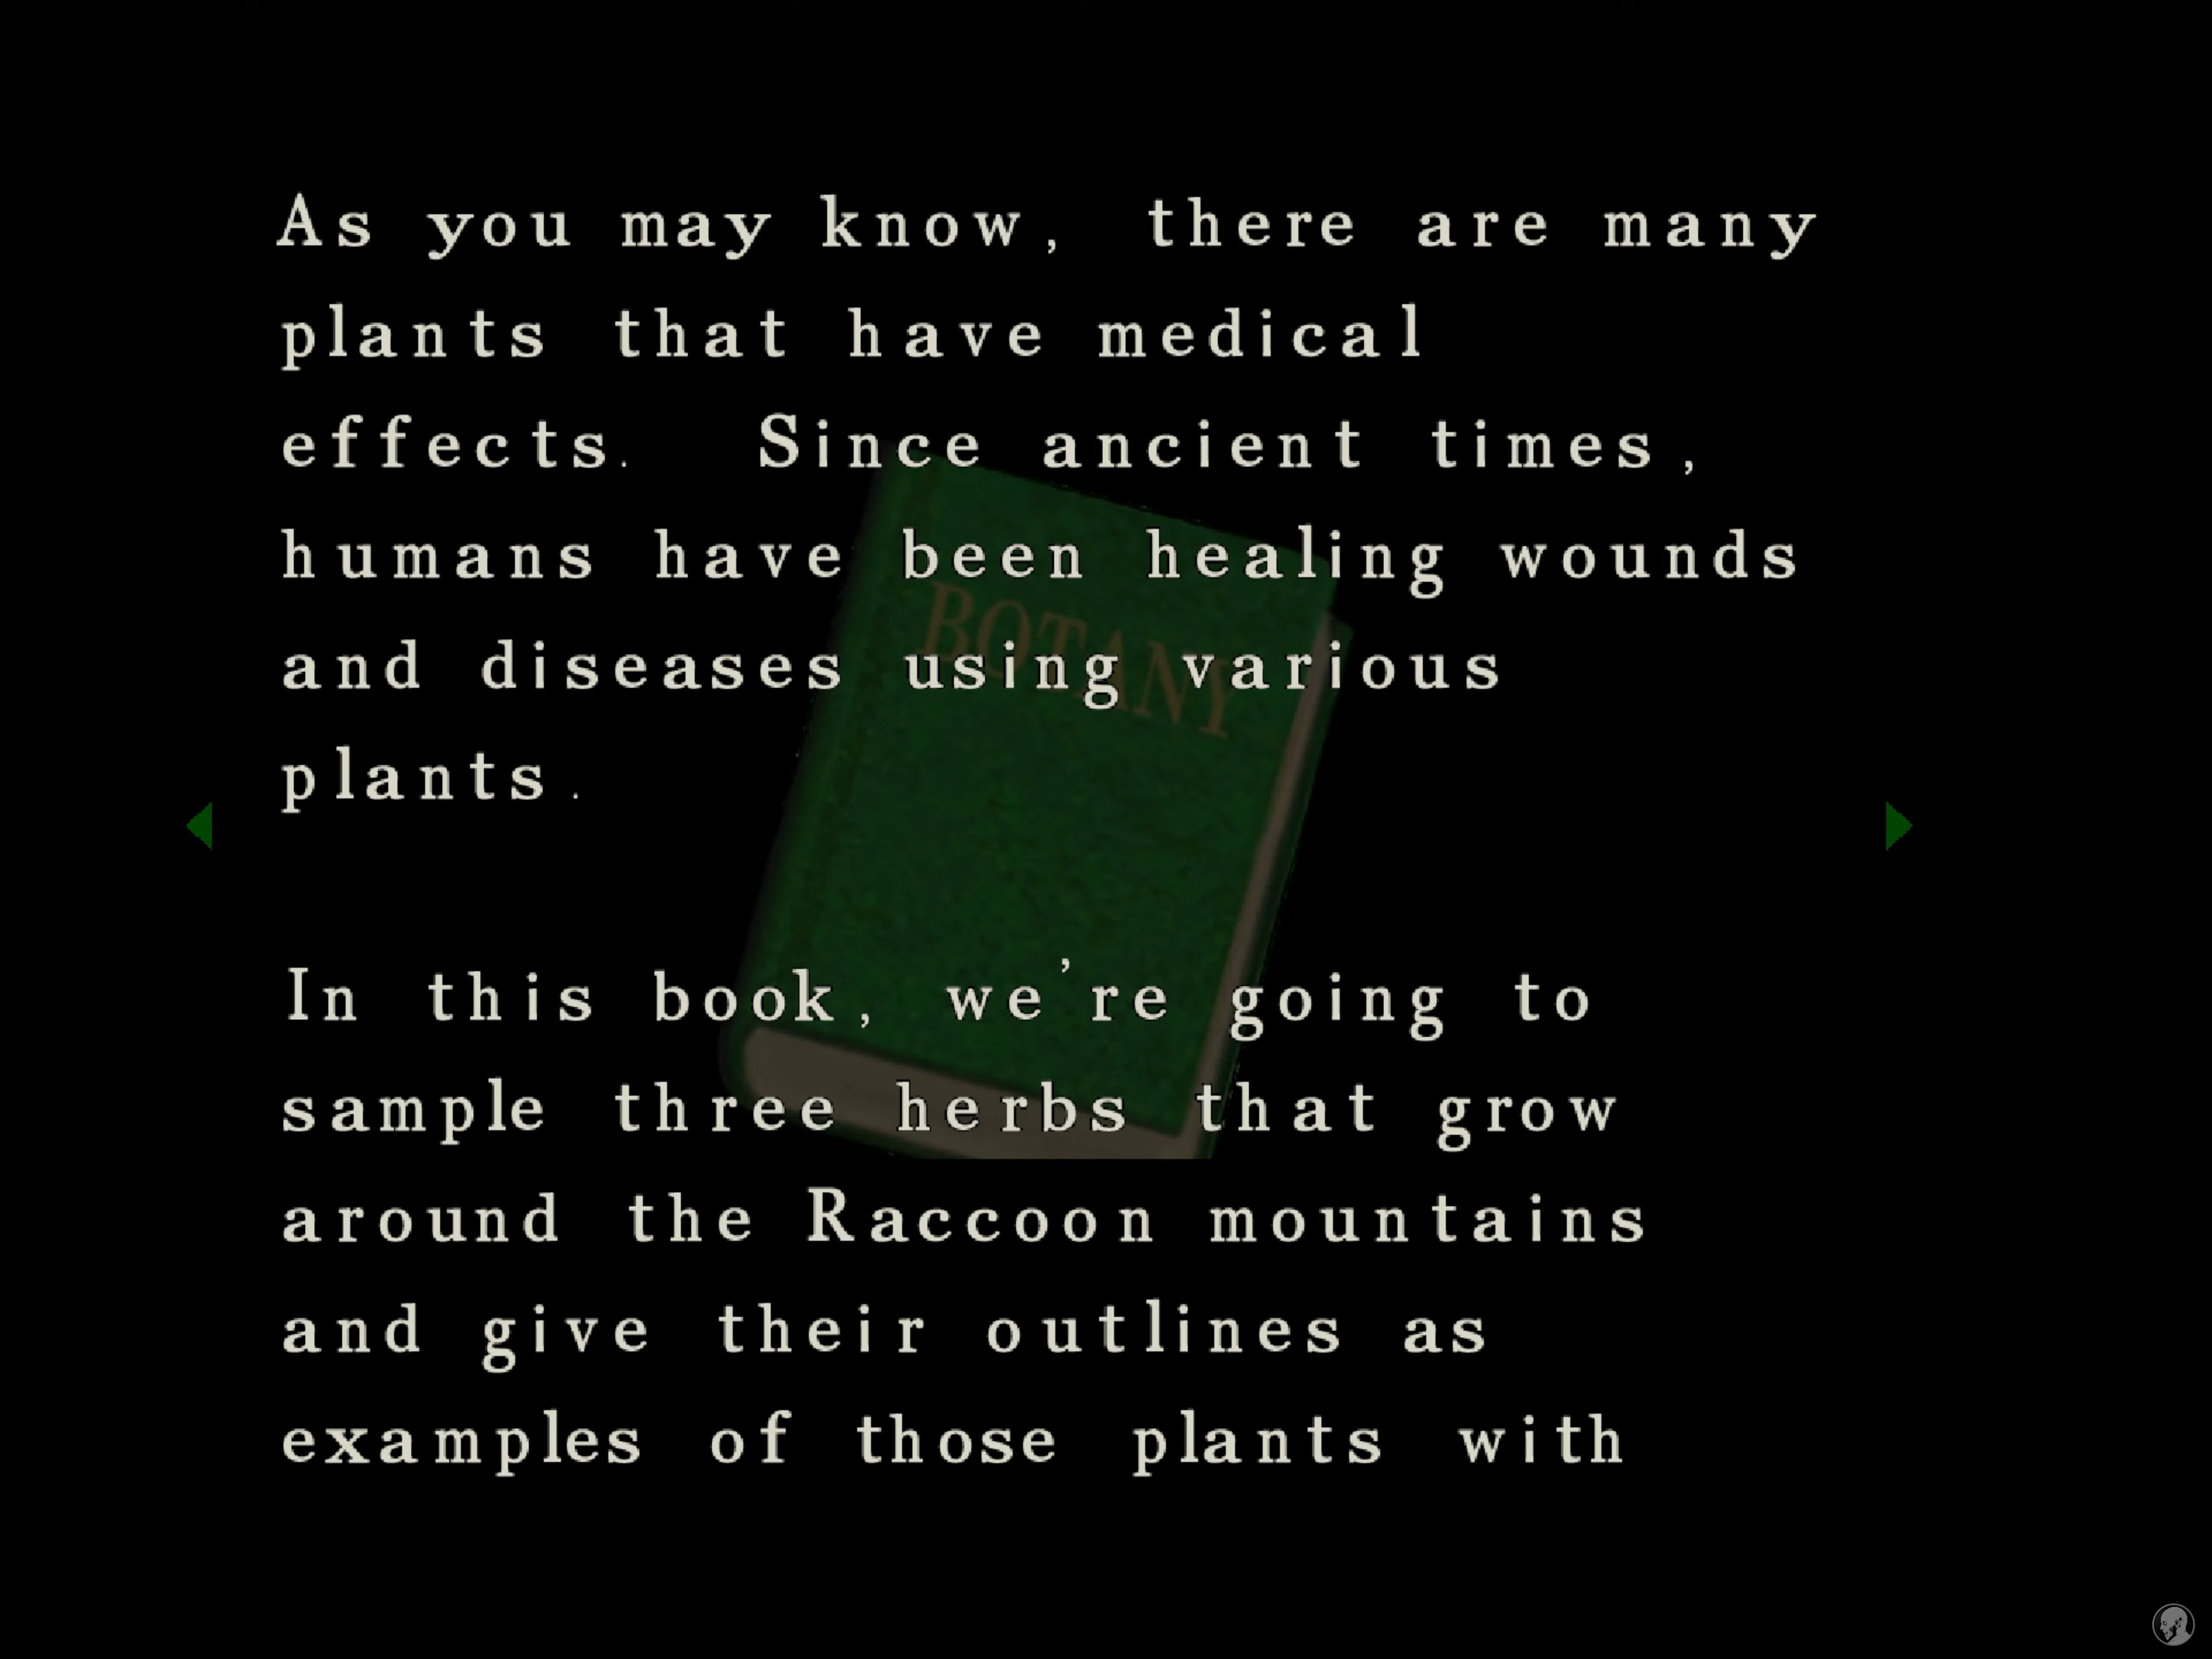 As you may know, there are many
plants that have medical
effects. Since ancient times,
humans have been healing wounds
and diseases using various
plants.
In this book, we're going to
sample three herbs that grow
around the Raccoon mountains
and give their outlines as
examples of those plants with
BOTANY